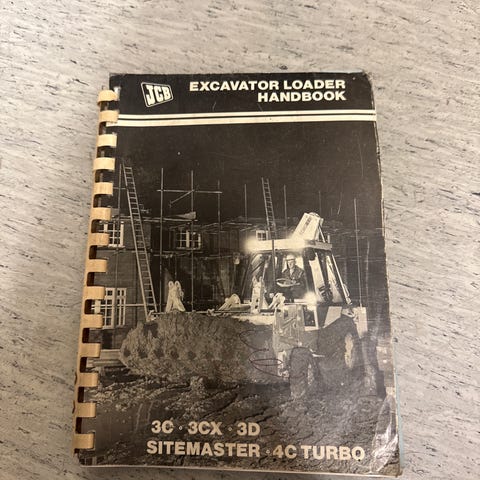 JCB
EXCAVATOR LOADER
HANDBOOK
3C · 3CX · 3D
SITEMASTER · 4C TURBO